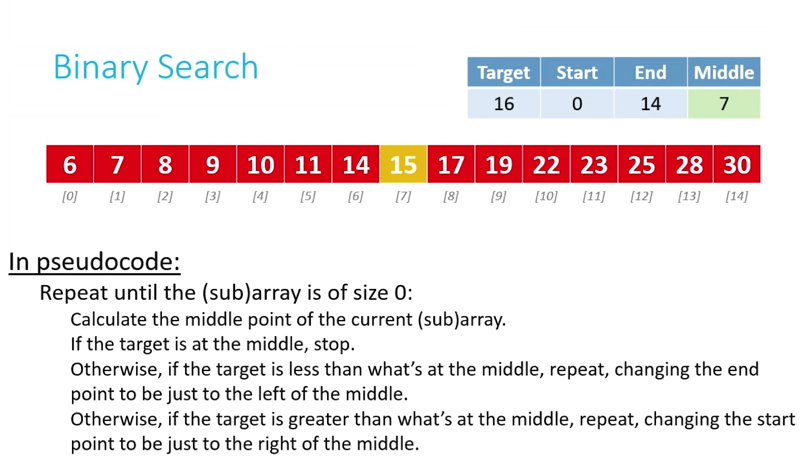 Binary Search
Target Start End Middle
16 0 14 7
6 7 8 9 10 11 14 15 17 19 22 23 25 28 30
[0] [1] [2] [3] [4] [5] [6] [7] [8] [9] [10] [11] [12] [13] [14]
In pseudocode:
Repeat until the (sub)array is of size 0:
Calculate the middle point of the current (sub)array.
If the target is at the middle, stop.
Otherwise, if the target is less than what’s at the middle, repeat, changing the end
point to be just to the left of the middle.
Otherwise, if the target is greater than what’s at the middle, repeat, changing the start
point to be just to the right of the middle.